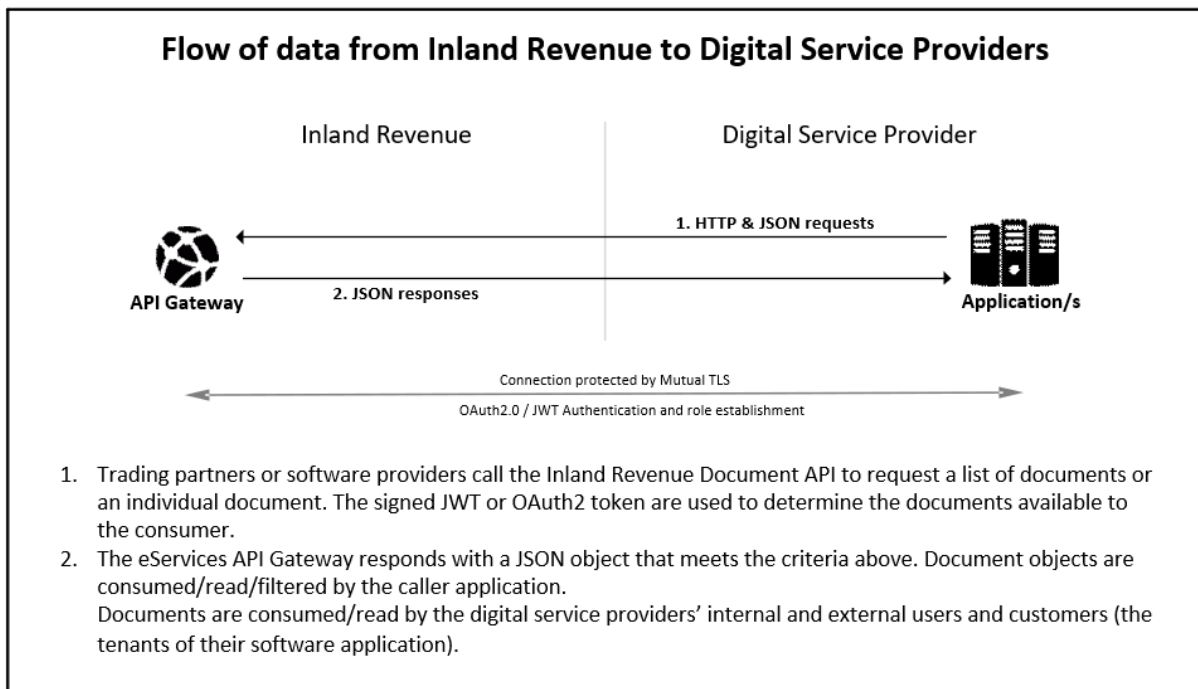 Flow of data from Inland Revenue to Digital Service Providers
Inland Revenue
Digital Service Provider
1. HTTP & JSON requests
2. JSON responses
API Gateway
Application/s
Connection protected by Mutual TLS
OAuth2.0 / JWT Authentication and role establishment
1. Trading partners or software providers call the Inland Revenue Document API to request a list of documents or
an individual document. The signed JWT or OAuth2 token are used to determine the documents available to
the consumer.
2. The eServices API Gateway responds with a JSON object that meets the criteria above. Document objects are
consumed/read/filtered by the caller application.
Documents are consumed/read by the digital service providers’ internal and external users and customers (the
tenants of their software application).